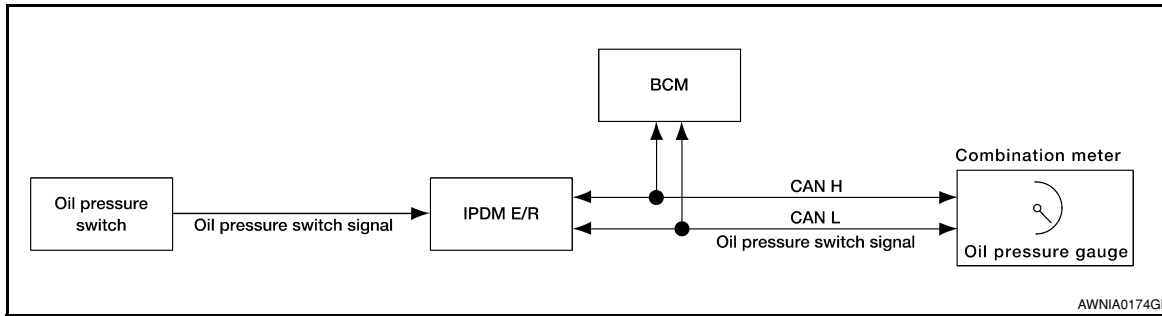 BCM
Combination meter
Oil pressure
switch
Oil pressure switch signal
IPDM E/R
CAN H
CAN L
Oil pressure switch signal
Oil pressure gauge